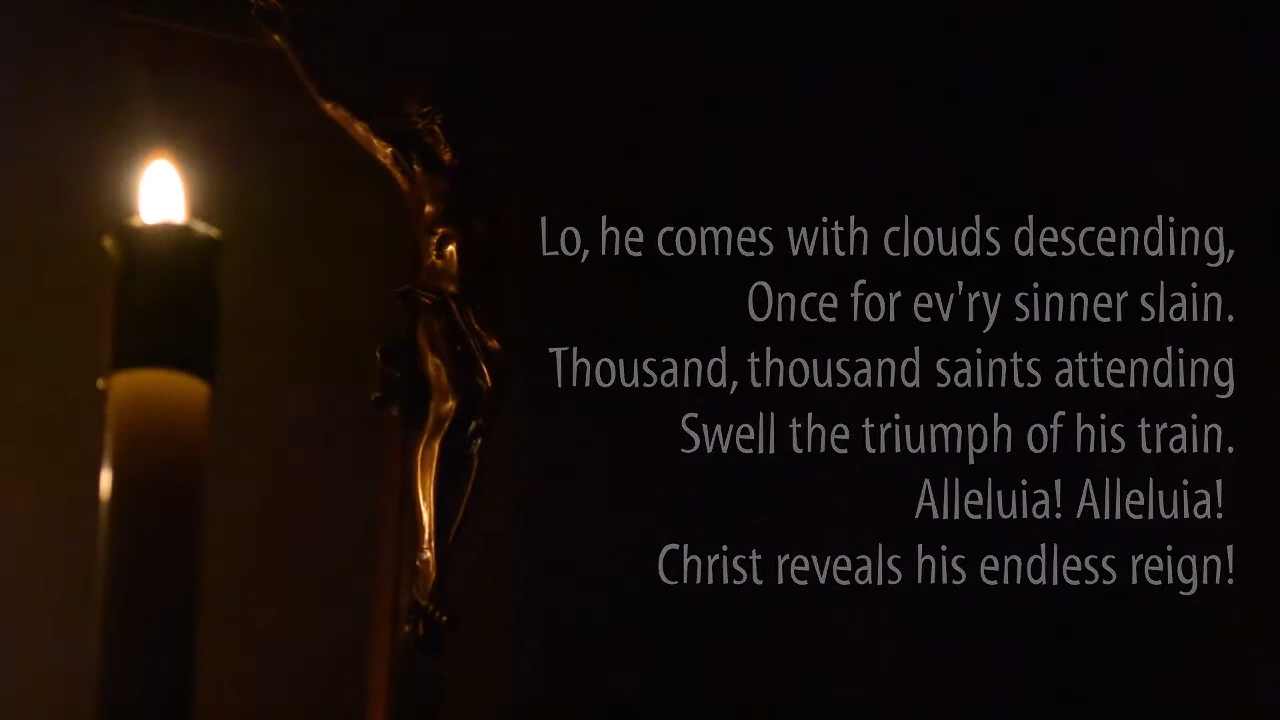 Lo, he comes with clouds descending,
Once for ev'ry sinner slain.
Thousand, thousand saints attending
Swell the triumph of his train.
Alleluia! Alleluia!
Christ reveals his endless reign!